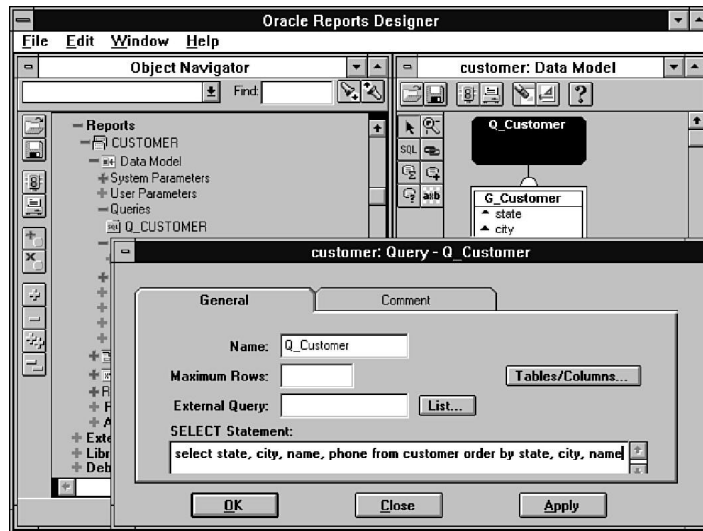 Oracle Reports Designer
File Edit Window Help
Object Navigator
Find:
Reports
CUSTOMER
Data Model
System Parameters
User Parameters
Queries
Q_CUSTOMER
customer: Data Model
SQL
Q_Customer
G_Customer
state
city
customer: Query - Q_Customer
General Comment
Name: Q_Customer
Maximum Rows:
Tables/Columns...
External Query: List...
SELECT Statement:
select state, city, name, phone from customer order by state, city, name
OK Close Apply